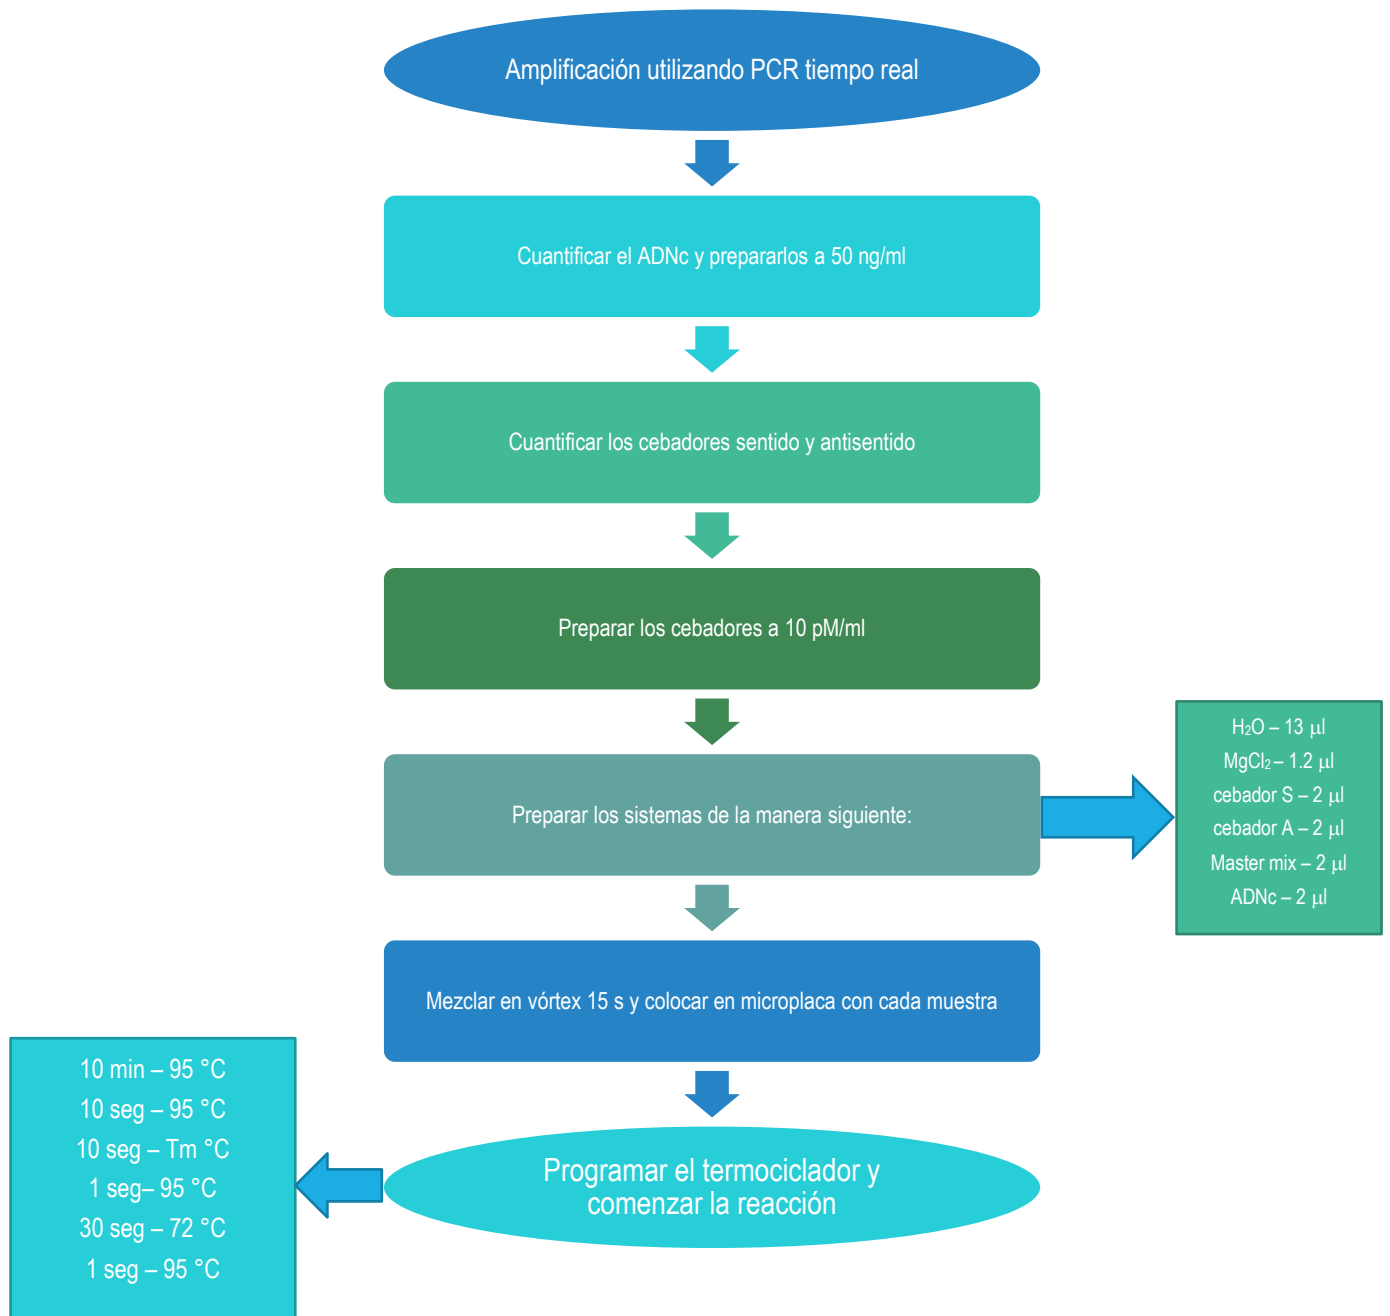 Amplificación utilizando PCR tiempo real
Cuantificar el ADNc y prepararlos a 50 ng/ml
Cuantificar los cebadores sentido y antisentido
Preparar los cebadores a 10 pM/ml
Preparar los sistemas de la manera siguiente:
H₂O – 13 μl
MgCl₂ – 1.2 μl
cebador S – 2 μl
cebador A – 2 μl
Master mix – 2 μl
ADNc – 2 μl
Mezclar en vórtex 15 s y colocar en microplaca con cada muestra
Programar el termociclador y
comenzar la reacción
10 min – 95 °C
10 seg – 95 °C
10 seg – Tm °C
1 seg– 95 °C
30 seg – 72 °C
1 seg – 95 °C